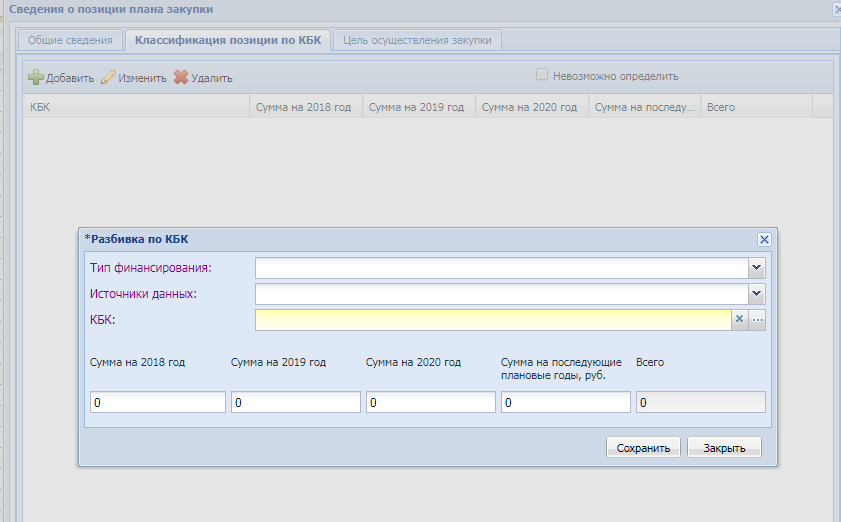 Сведения о позиции плана закупки
Общие сведения Классификация позиции по КБК Цель осуществления закупки
Добавить Изменить Удалить Невозможно определить
КБК Сумма на 2018 год Сумма на 2019 год Сумма на 2020 год Сумма на последу... Всего
*Разбивка по КБК
Тип финансирования:
Источники данных:
КБК:
Сумма на 2018 год Сумма на 2019 год Сумма на 2020 год Сумма на последующие Всего
плановые годы, руб.
0 0 0 0 0
Сохранить Закрыть